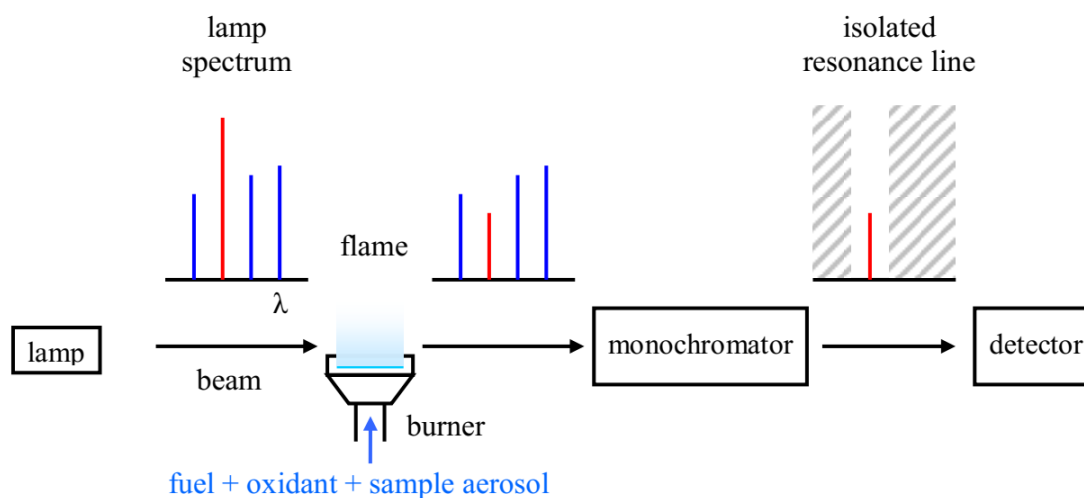 lamp
spectrum
isolated
resonance line
flame
λ
lamp
beam
burner
monochromator
detector
fuel + oxidant + sample aerosol